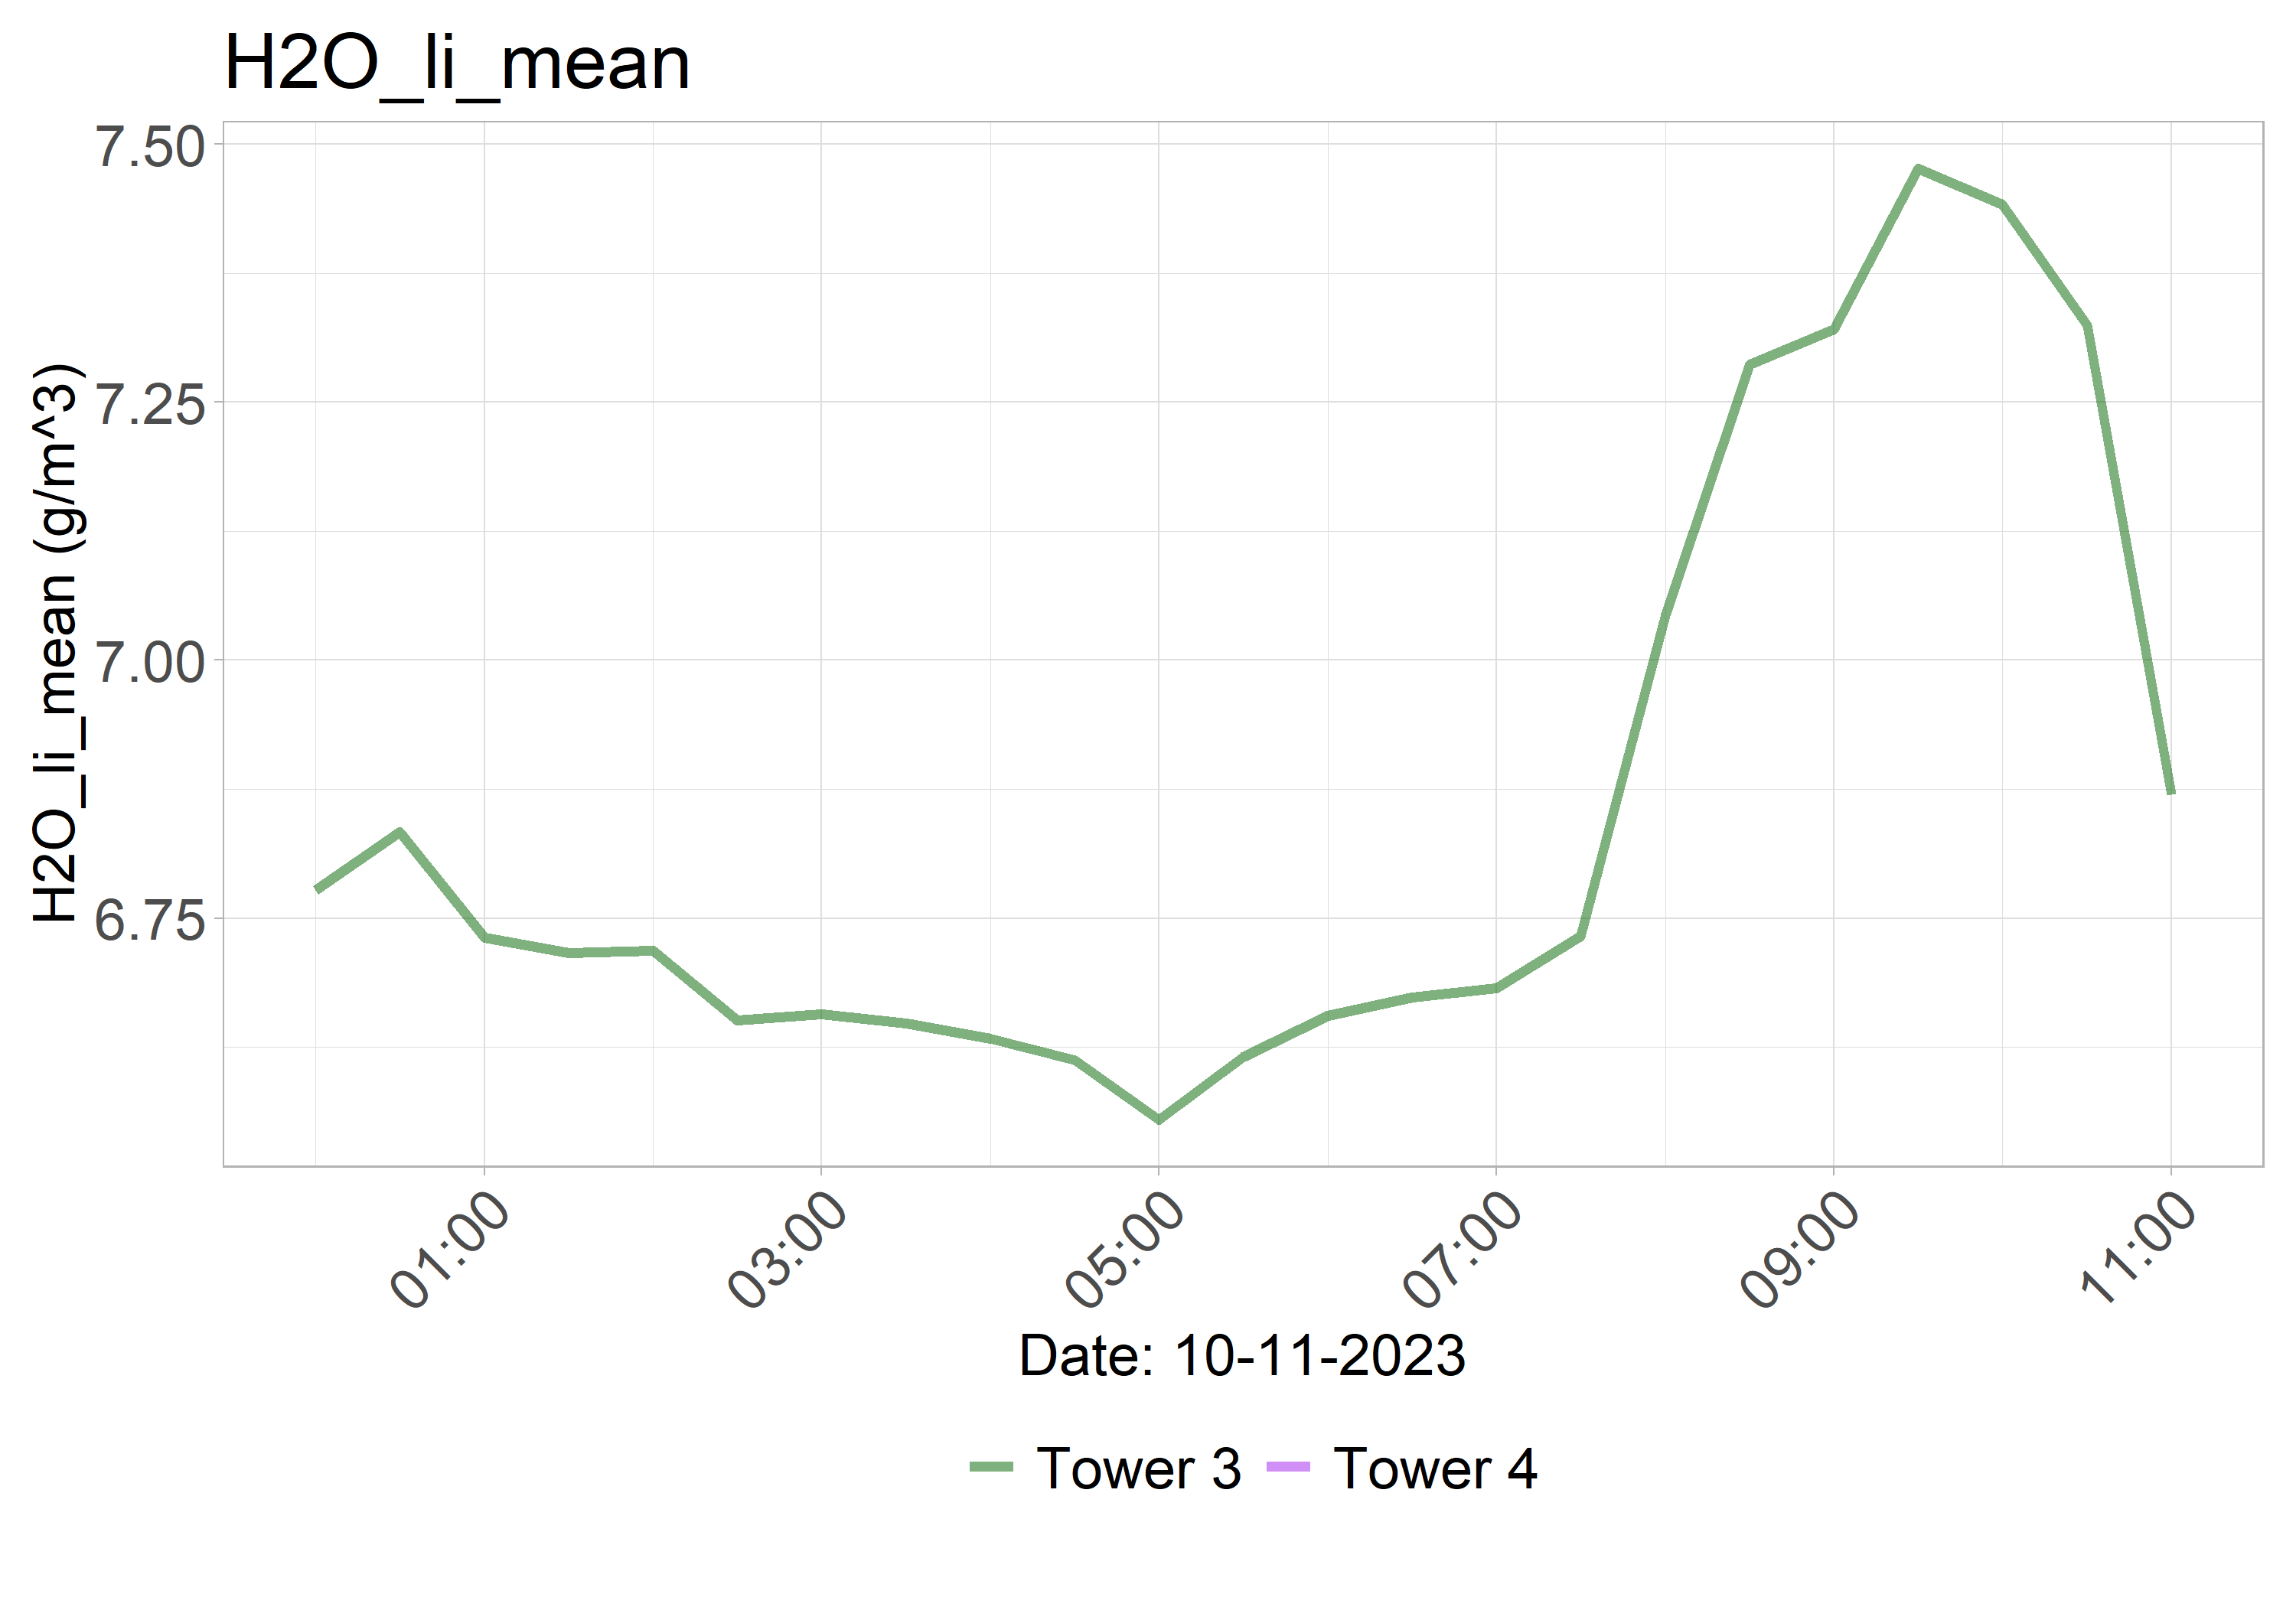 H2O_li_mean
H2O_li_mean (g/m^3)
7.50
7.25
7.00
6.75
01:00
03:00
05:00
07:00
09:00
11:00
Date: 10-11-2023
Tower 3
Tower 4